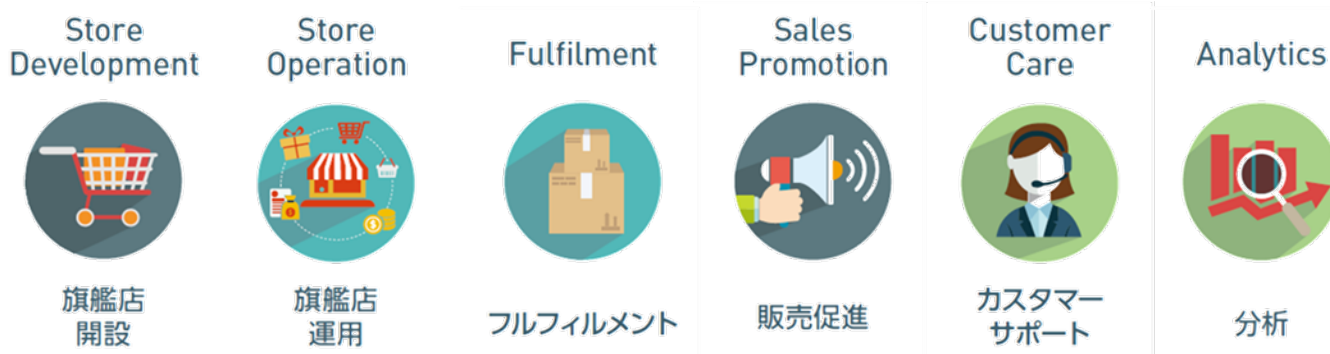 Store
Development
Store
Operation
Fulfilment
Sales
Promotion
Customer
Care
Analytics
旗艦店
開設
旗艦店
運用
フルフィルメント
販売促進
カスタマー
サポート
分析